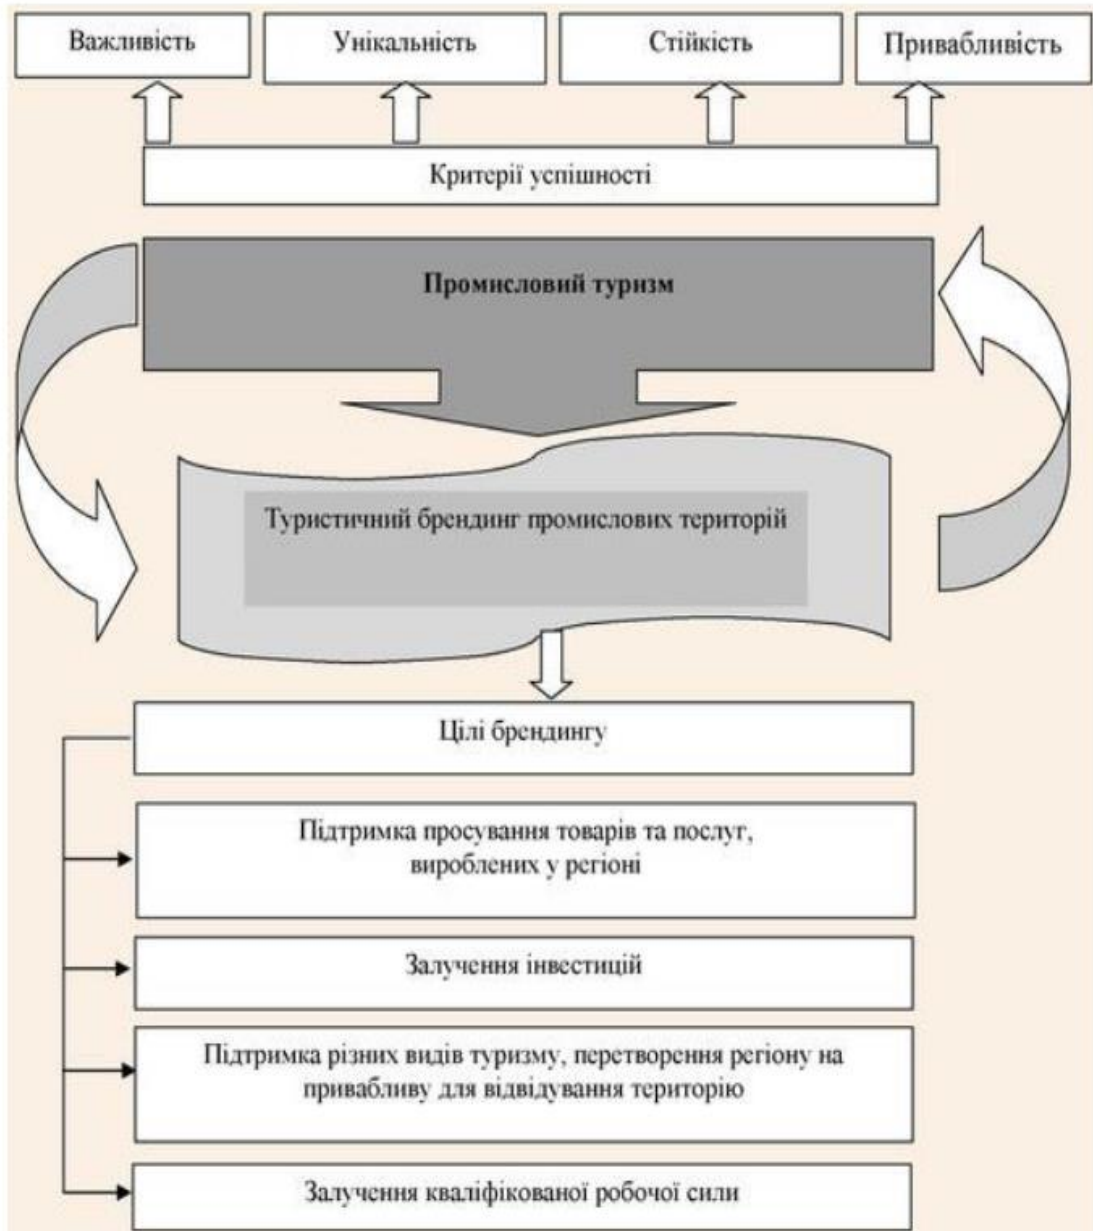 Важливість
Унікальність
Стійкість
Привабливість
Критерії успішності
Промисловий туризм
Туристичний брендинг промислових територій
Цілі брендингу
Підтримка просування товарів та послуг,
вироблених у регіоні
Залучення інвестицій
Підтримка різних видів туризму, перетворення регіону на
привабливу для відвідування територію
Залучення кваліфікованої робочої сили